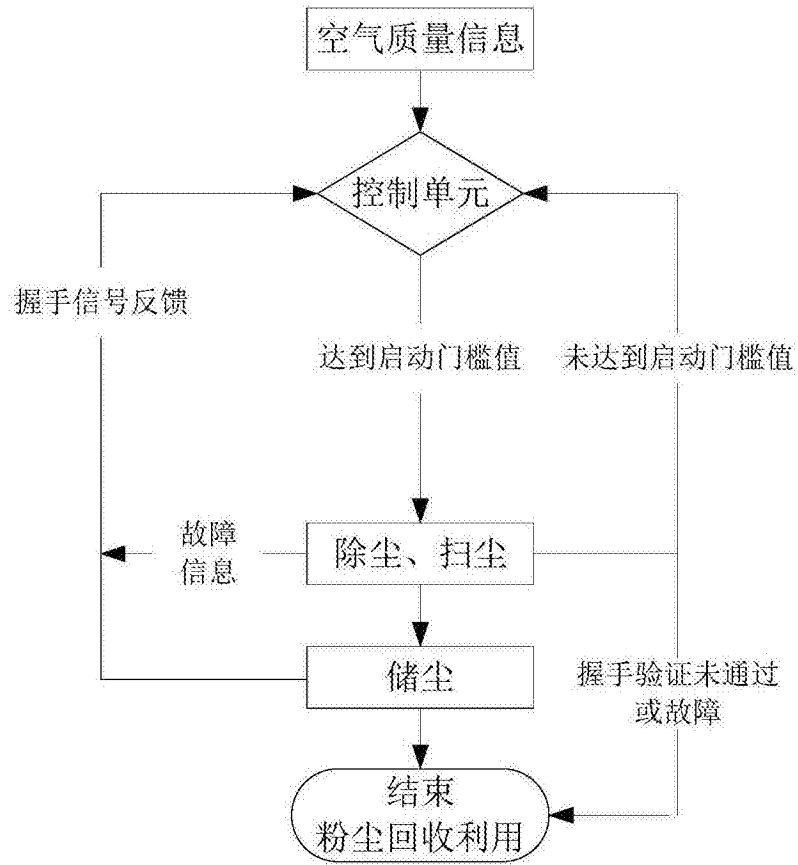 空气质量信息
控制单元
握手信号反馈
达到启动门槛值
未达到启动门槛值
故障
信息
除尘、扫尘
储尘
握手验证未通过
或故障
结束
粉尘回收利用